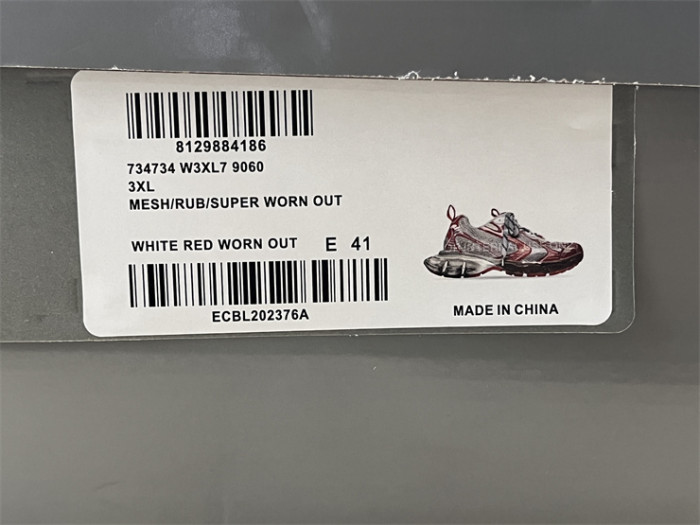 8129884186
734734 W3XL7 9060
3XL
MESH/RUB/SUPER WORN OUT
WHITE RED WORN OUT E 41
ECBL202376A
MADE IN CHINA